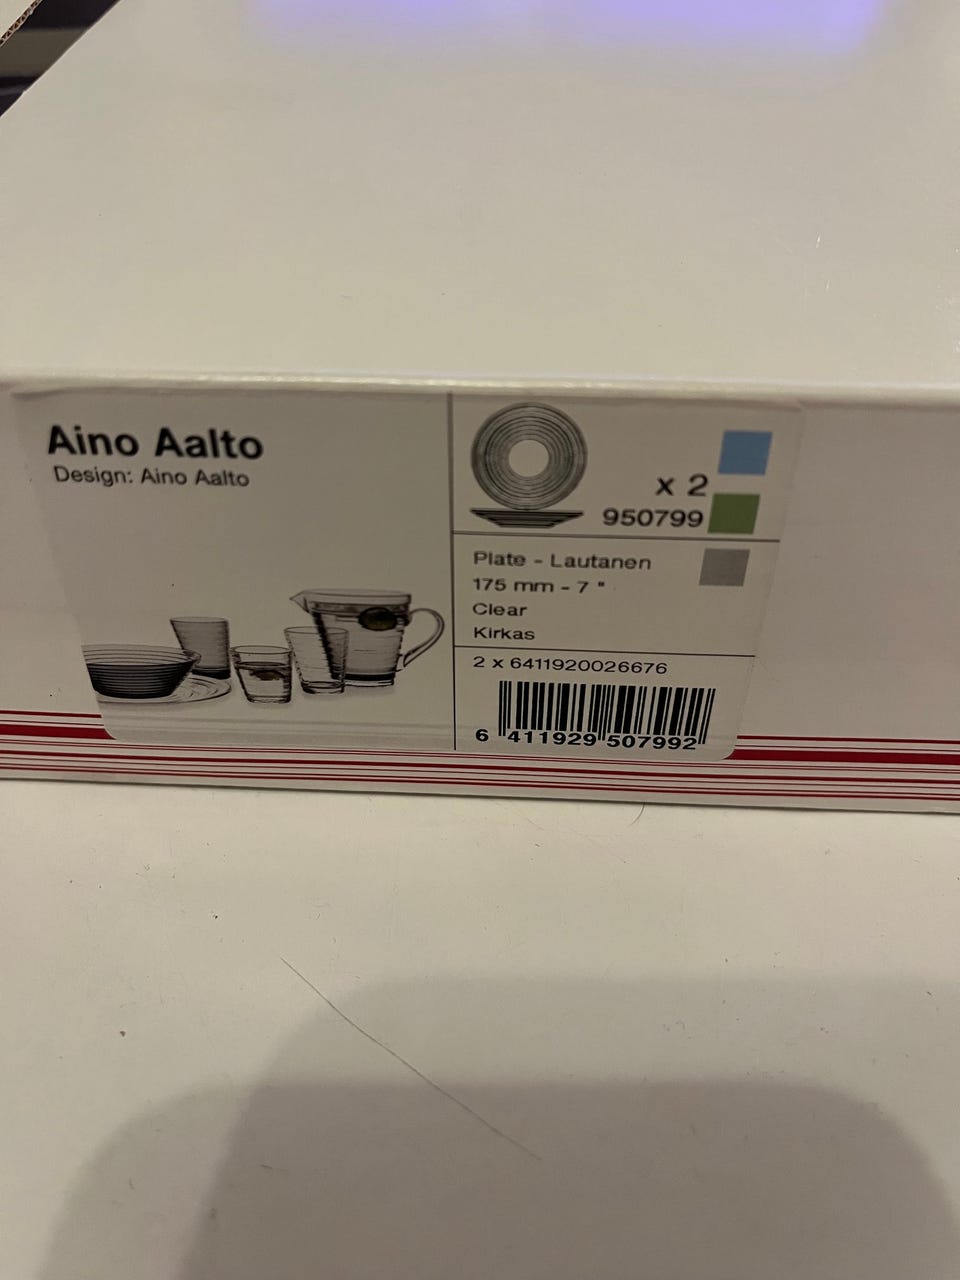 Aino Aalto
Design: Aino Aalto
x 2
950799
Plate - Lautanen
175 mm - 7 "
Clear
Kirkas
2 x 6411920026676
6 411929 507992